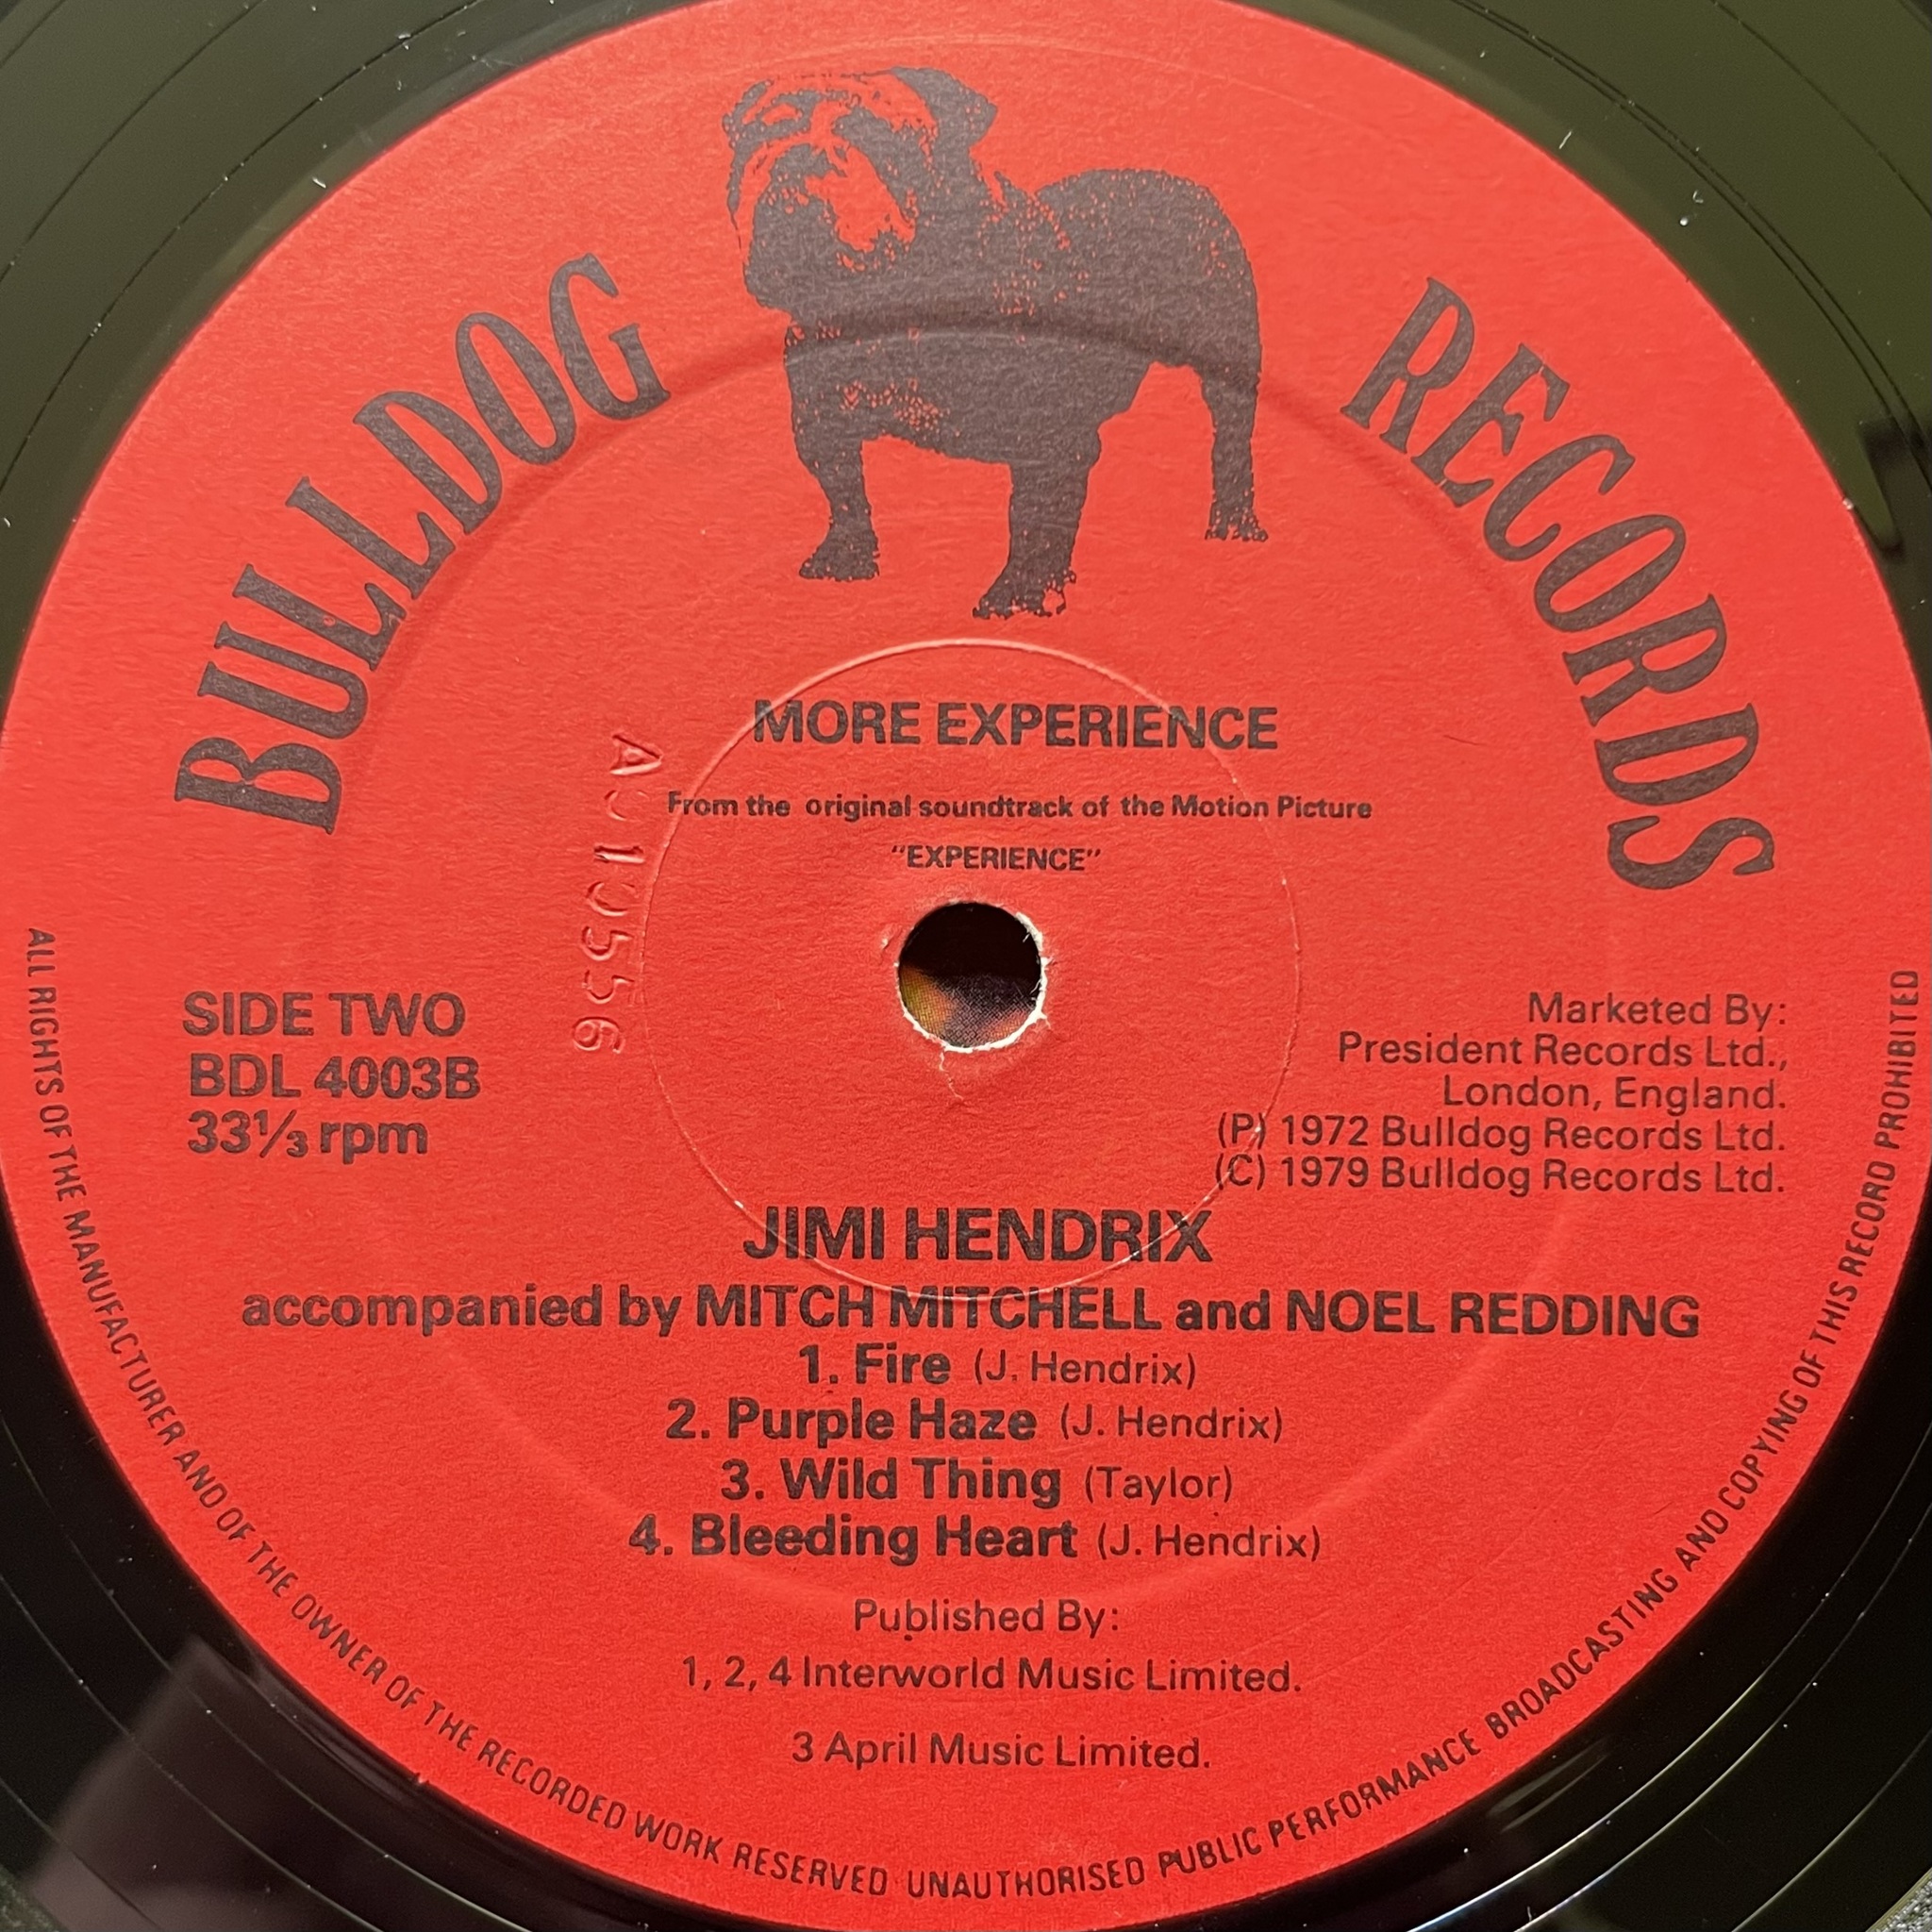 BULLDOG RECORDS
MORE EXPERIENCE
From the original soundtrack of the Motion Picture
"EXPERIENCE"
SIDE TWO
BDL 4003B
33⅓ rpm
Marketed By:
President Records Ltd.,
London, England.
(P) 1972 Bulldog Records Ltd.
(C) 1979 Bulldog Records Ltd.
JIMI HENDRIX
accompanied by MITCH MITCHELL and NOEL REDDING
1. Fire (J. Hendrix)
2. Purple Haze (J. Hendrix)
3. Wild Thing (Taylor)
4. Bleeding Heart (J. Hendrix)
Published By:
1, 2, 4 Interworld Music Limited.
3 April Music Limited.
ALL RIGHTS OF THE MANUFACTURER AND OF THE OWNER OF THE RECORDED WORK RESERVED UNAUTHORISED PUBLIC PERFORMANCE BROADCASTING AND COPYING OF THIS RECORD PROHIBITED